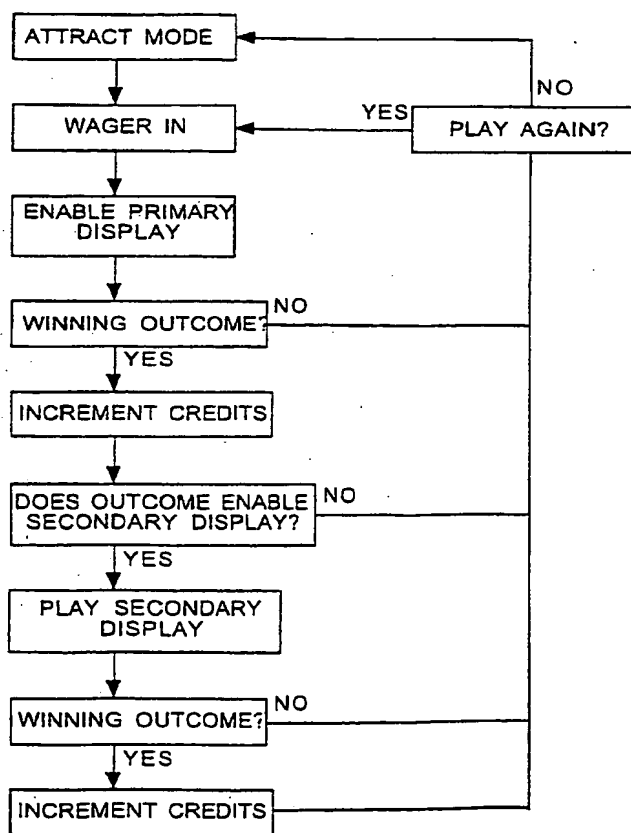 ATTRACT MODE
NO
YES
WAGER IN
PLAY AGAIN?
ENABLE PRIMARY
DISPLAY
NO
WINNING OUTCOME?
YES
INCREMENT CREDITS
NO
DOES OUTCOME ENABLE
SECONDARY DISPLAY?
YES
PLAY SECONDARY
DISPLAY
NO
WINNING OUTCOME?
YES
INCREMENT CREDITS